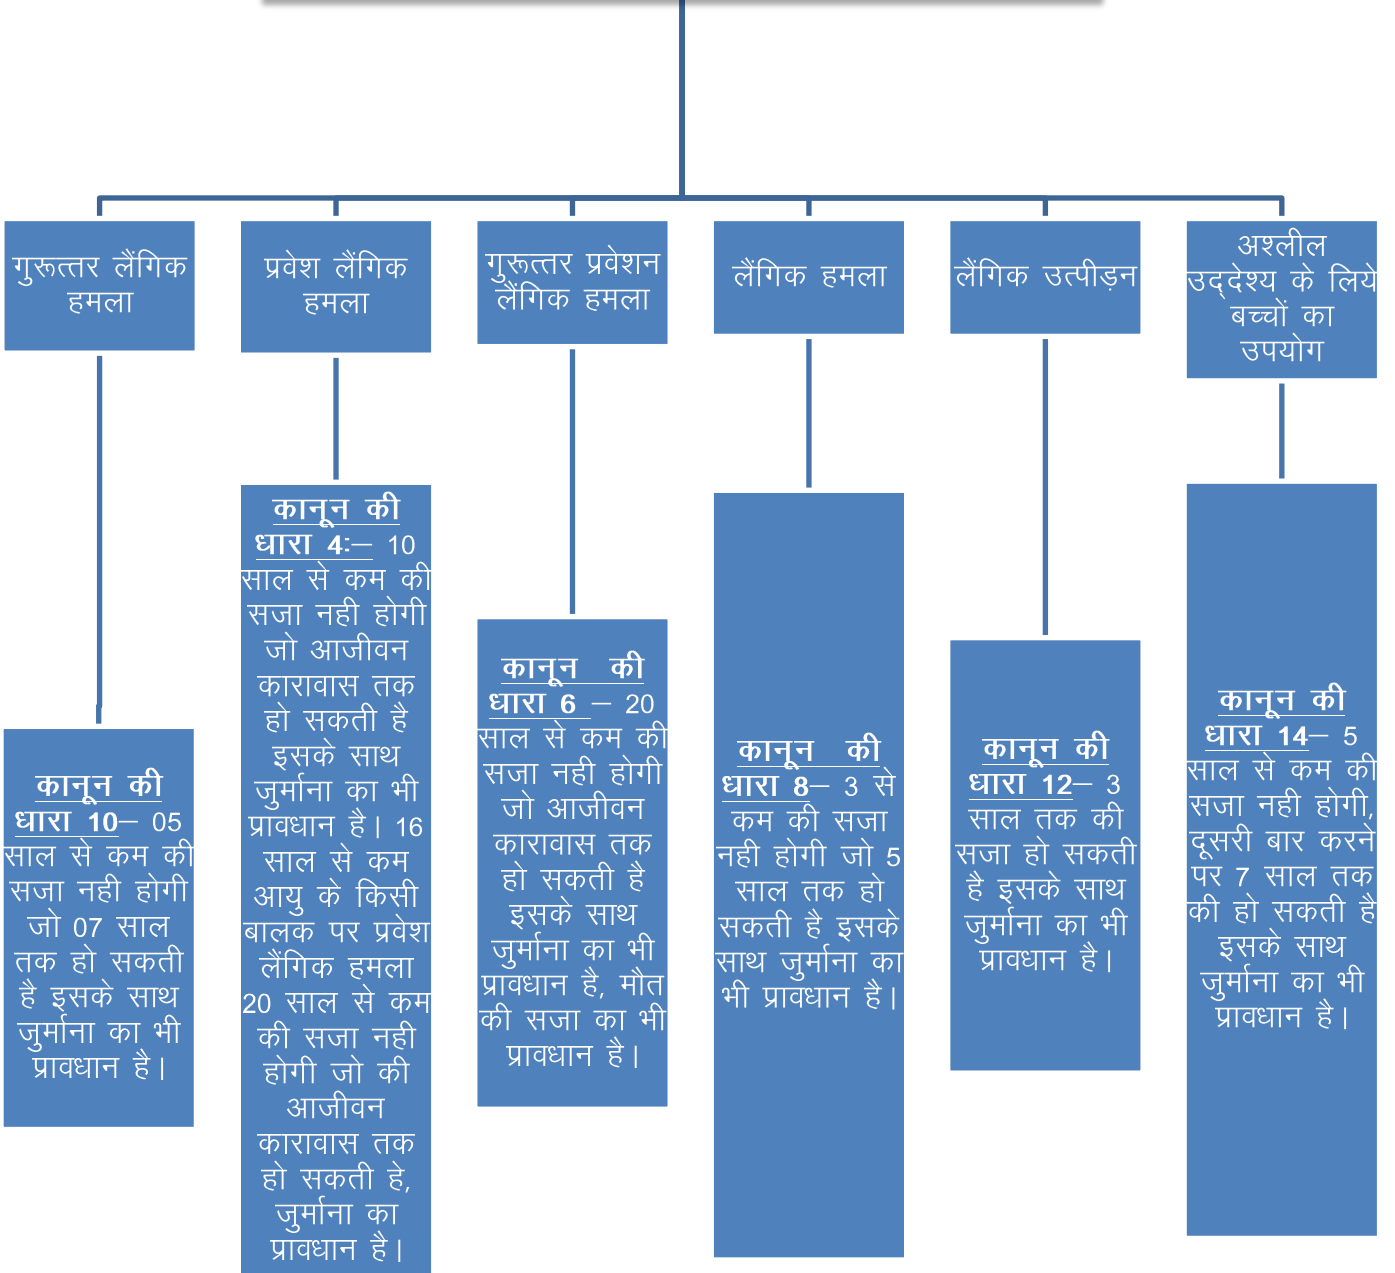 गुरूत्तर लैंगिक
हमला
प्रवेश लैंगिक
हमला
गुरूत्तर प्रवेशन
लैंगिक हमला
लैंगिक हमला
लैंगिक उत्पीड़न
अश्लील
उद्देश्य के लिये
बच्चों का
उपयोग
कानून की
धारा 10– 05
साल से कम की
सजा नही होगी
जो 07 साल
तक हो सकती
है इसके साथ
जुर्माना का भी
प्रावधान है।
कानून की
धारा 4:– 10
साल से कम की
सजा नही होगी
जो आजीवन
कारावास तक
हो सकती है
इसके साथ
जुर्माना का भी
प्रावधान है। 16
साल से कम
आयु के किसी
बालक पर प्रवेश
लैंगिक हमला
20 साल से कम
की सजा नही
होगी जो की
आजीवन
कारावास तक
हो सकती हे,
जुर्माना का
प्रावधान है।
कानून की
धारा 6 – 20
साल से कम की
सजा नही होगी
जो आजीवन
कारावास तक
हो सकती है
इसके साथ
जुर्माना का भी
प्रावधान है, मौत
की सजा का भी
प्रावधान है।
कानून की
धारा 8– 3 से
कम की सजा
नही होगी जो 5
साल तक हो
सकती है इसके
साथ जुर्माना का
भी प्रावधान है।
कानून की
धारा 12– 3
साल तक की
सजा हो सकती
है इसके साथ
जुर्माना का भी
प्रावधान है।
कानून की
धारा 14– 5
साल से कम की
सजा नही होगी,
दूसरी बार करने
पर 7 साल तक
की हो सकती है
इसके साथ
जुर्माना का भी
प्रावधान है।